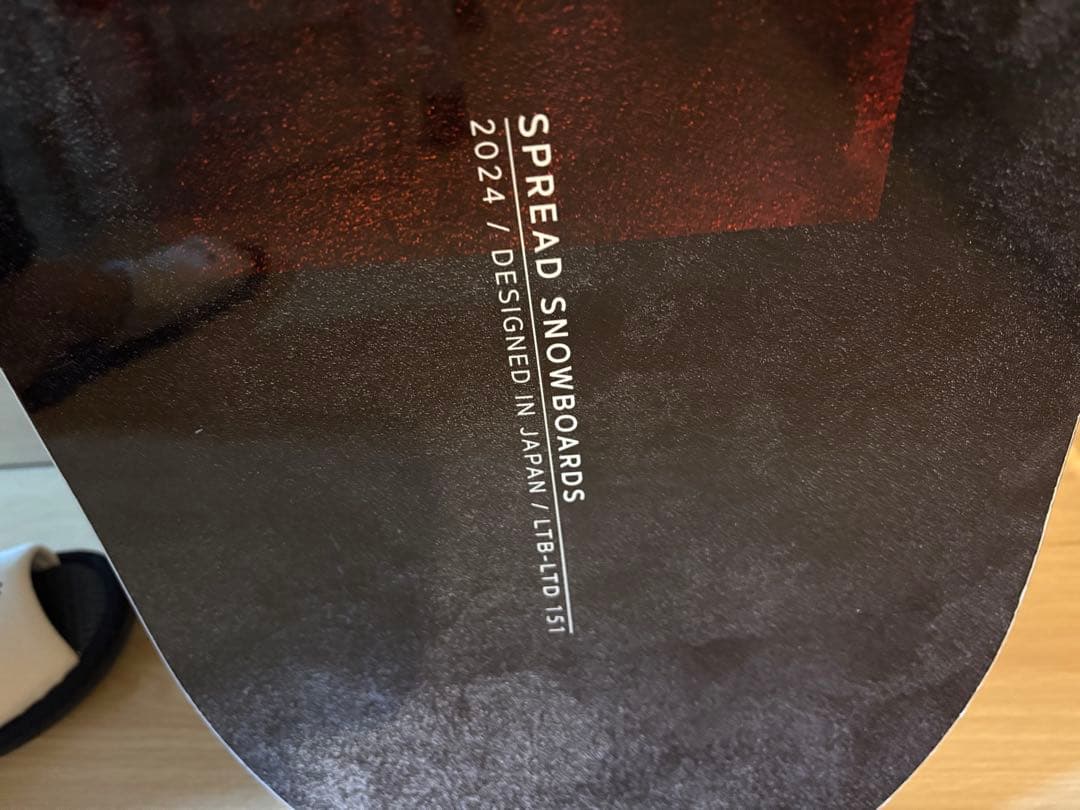 SPREAD SNOWBOARDS
2024 / DESIGNED IN JAPAN / LTB-LTD 151